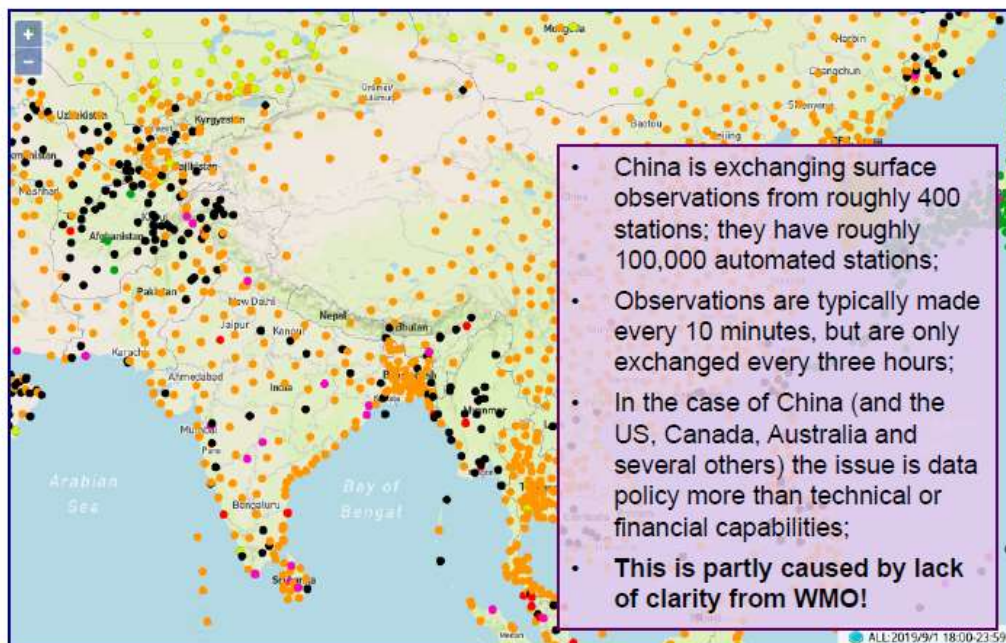 +
−
Harbin
Changchun
Uzbekistan
Kyrgyzstan
Baotou
Mashhad
Afghanistan
Pakistan
New Delhi
Jaipur
Kanpur
Nepal
Bhutan
Karachi
Ahmedabad
India
Myanmar
Mumbai
Pune
Arabian
Sea
Bengaluru
Bay of
Bengal
Sri Lanka
Medan
• China is exchanging surface
observations from roughly 400
stations; they have roughly
100,000 automated stations;
• Observations are typically made
every 10 minutes, but are only
exchanged every three hours;
• In the case of China (and the
US, Canada, Australia and
several others) the issue is data
policy more than technical or
financial capabilities;
• This is partly caused by lack
of clarity from WMO!
ALL:2019/9/1 18:00-23:59